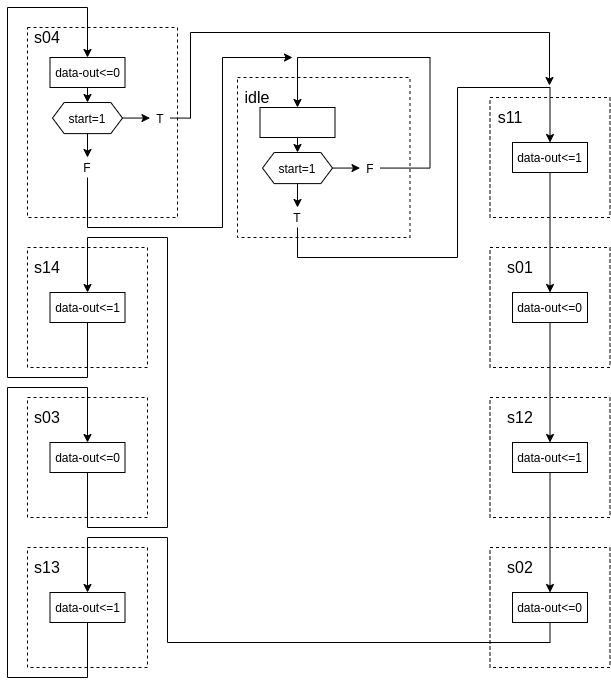 s04
data-out<=0
start=1
T
F
idle
start=1
F
T
s11
data-out<=1
s14
data-out<=1
s01
data-out<=0
s03
data-out<=0
s12
data-out<=1
s13
data-out<=1
s02
data-out<=0